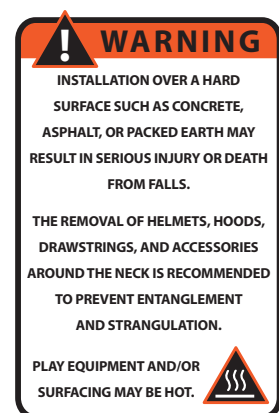 WARNING
INSTALLATION OVER A HARD
SURFACE SUCH AS CONCRETE,
ASPHALT, OR PACKED EARTH MAY
RESULT IN SERIOUS INJURY OR DEATH
FROM FALLS.
THE REMOVAL OF HELMETS, HOODS,
DRAWSTRINGS, AND ACCESSORIES
AROUND THE NECK IS RECOMMENDED
TO PREVENT ENTANGLEMENT
AND STRANGULATION.
PLAY EQUIPMENT AND/OR
SURFACING MAY BE HOT.